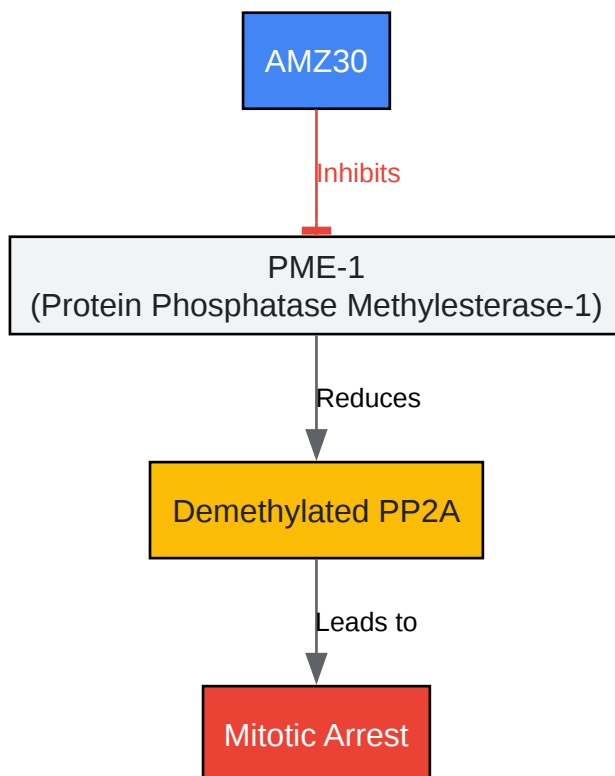 AMZ30
Inhibits
PME-1
(Protein Phosphatase Methylesterase-1)
Reduces
Demethylated PP2A
Leads to
Mitotic Arrest